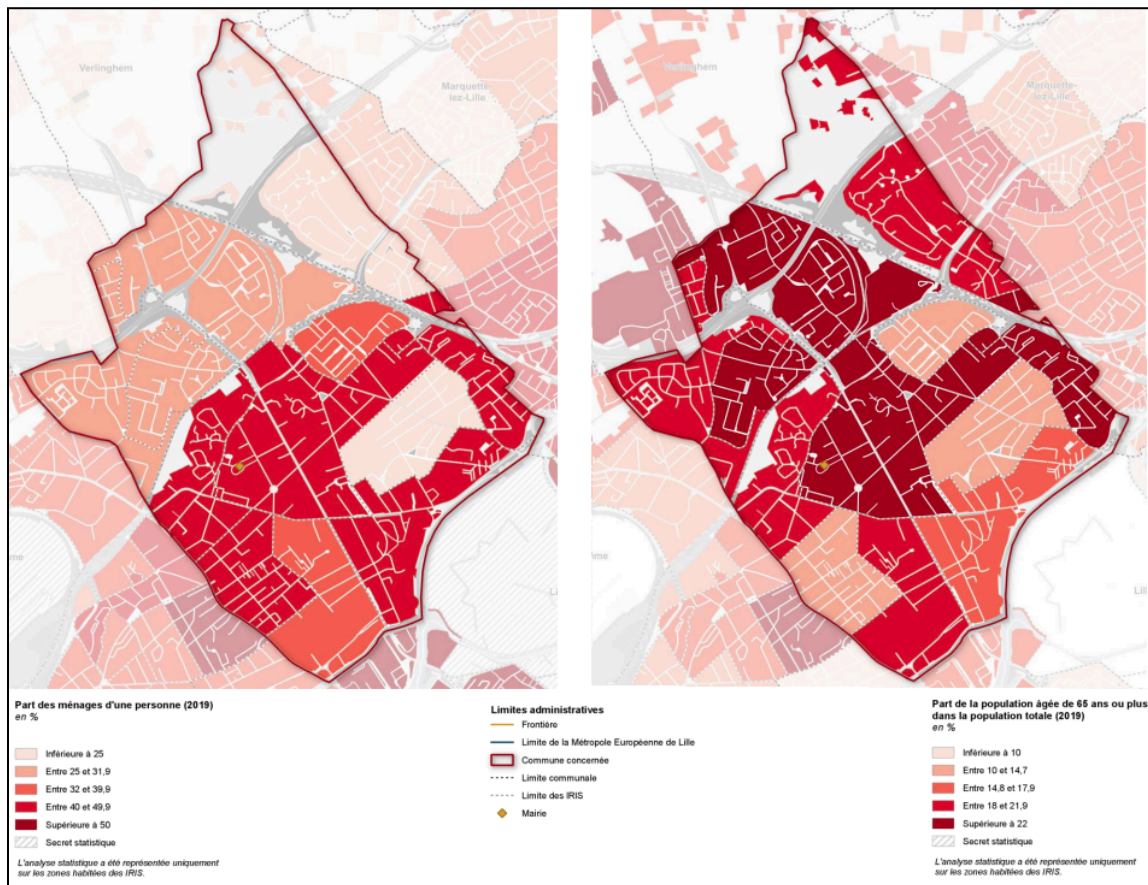 Verlinghem
Marquette
lez-Lille
Verlinghem
Marquette
lez-Lille
Part des ménages d'une personne (2019)
en %
Inférieure à 25
Entre 25 et 31,9
Entre 32 et 39,9
Entre 40 et 49,9
Supérieure à 50
Secret statistique
L'analyse statistique a été représentée uniquement
sur les zones habitées des IRIS.
Limites administratives
Frontière
Limite de la Métropole Européenne de Lille
Commune concernée
Limite communale
Limite des IRIS
Mairie
Part de la population âgée de 65 ans ou plus
dans la population totale (2019)
en %
Inférieure à 10
Entre 10 et 14,7
Entre 14,8 et 17,9
Entre 18 et 21,9
Supérieure à 22
Secret statistique
L'analyse statistique a été représentée uniquement
sur les zones habitées des IRIS.